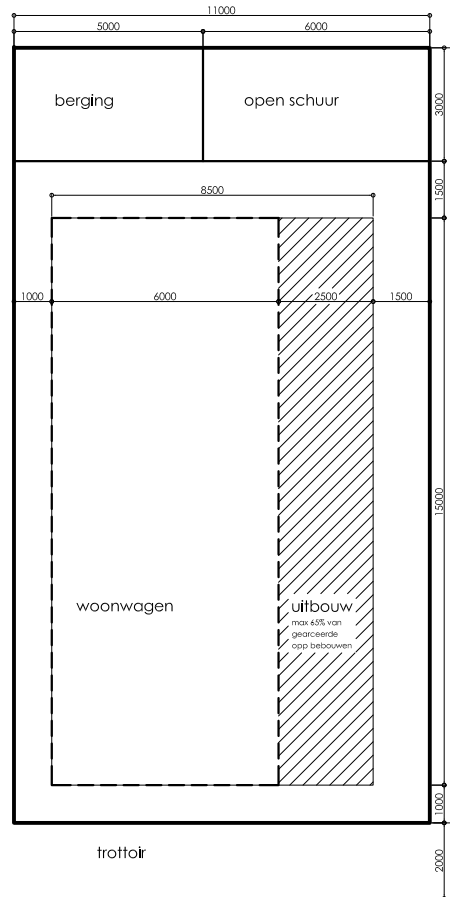 11000
5000
6000
berging
open schuur
3000
1500
8500
1000
6000
2500
1500
15000
woonwagen
uitbouw
max 65% van
gearceerde
opp bebouwen
1000
trottoir
2000